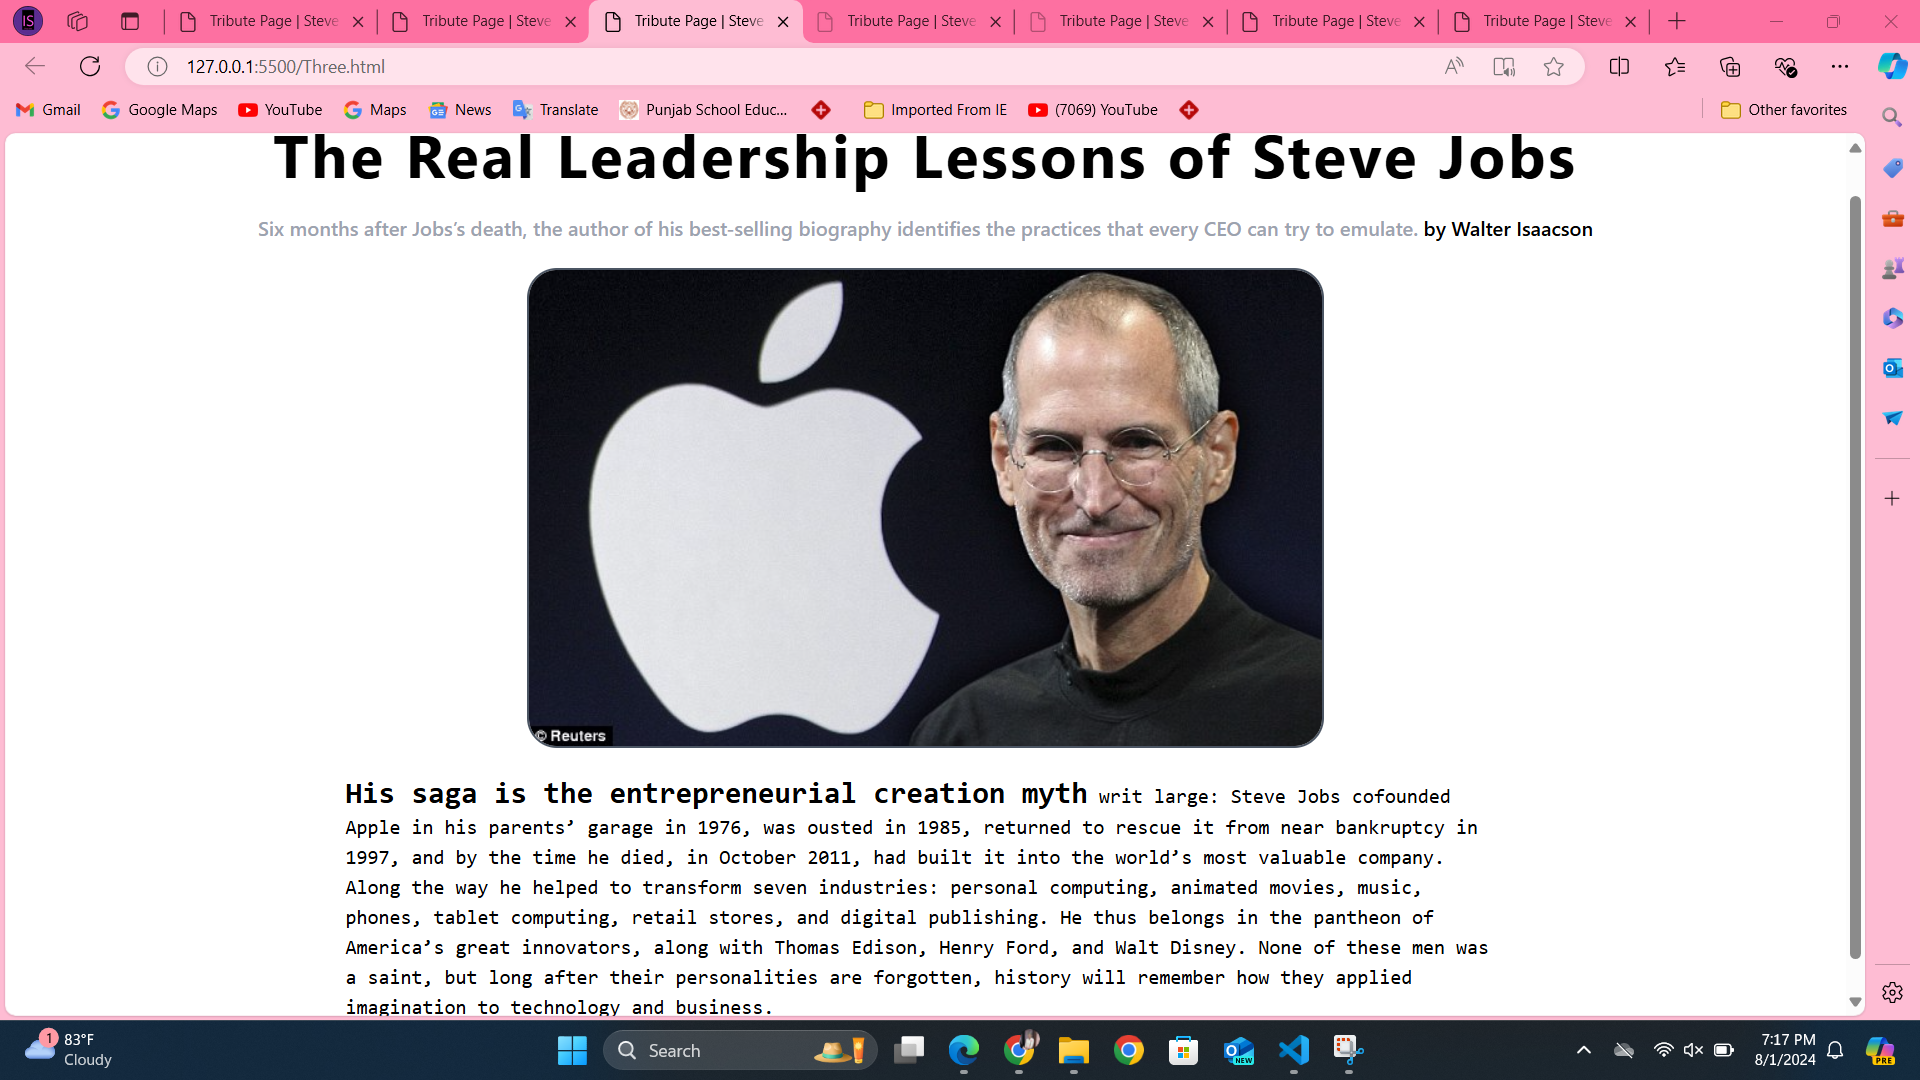 IS
Tribute Page | Steve
Tribute Page | Steve
Tribute Page | Steve
Tribute Page | Steve
Tribute Page | Steve
Tribute Page | Steve
Tribute Page | Steve
127.0.0.1:5500/Three.html
Gmail
Google Maps
YouTube
Maps
News
Translate
Punjab School Educ...
Imported From IE
(7069) YouTube
Other favorites
The Real Leadership Lessons of Steve Jobs
Six months after Jobs’s death, the author of his best-selling biography identifies the practices that every CEO can try to emulate. by Walter Isaacson
© Reuters
His saga is the entrepreneurial creation myth writ large: Steve Jobs cofounded
Apple in his parents’ garage in 1976, was ousted in 1985, returned to rescue it from near bankruptcy in
1997, and by the time he died, in October 2011, had built it into the world’s most valuable company.
Along the way he helped to transform seven industries: personal computing, animated movies, music,
phones, tablet computing, retail stores, and digital publishing. He thus belongs in the pantheon of
America’s great innovators, along with Thomas Edison, Henry Ford, and Walt Disney. None of these men was
a saint, but long after their personalities are forgotten, history will remember how they applied
imagination to technology and business.
1
83°F
Cloudy
Search
NEW
7:17 PM
8/1/2024
PRE